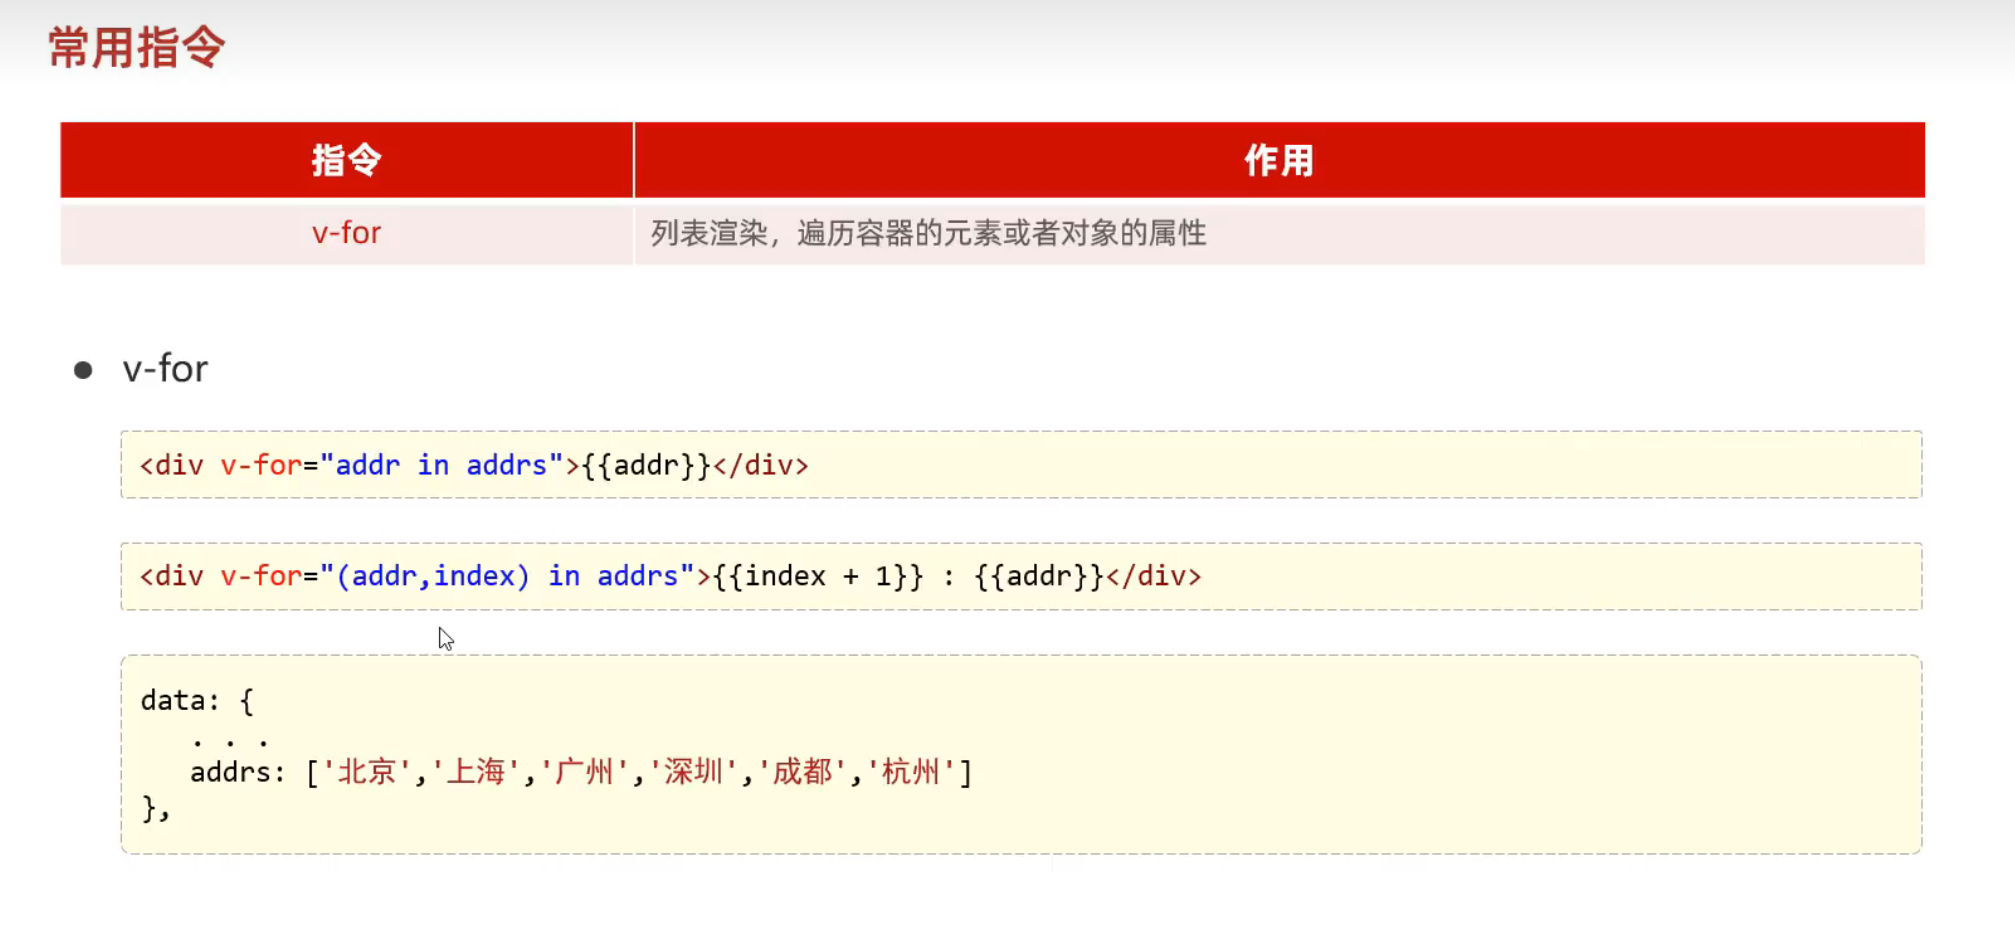 常用指令
指令 作用
v-for 列表渲染，遍历容器的元素或者对象的属性
● v-for
<div v-for="addr in addrs">{{addr}}</div>
<div v-for="(addr,index) in addrs">{{index + 1}} : {{addr}}</div>
data: {
. . .
addrs: ['北京','上海','广州','深圳','成都','杭州']
},